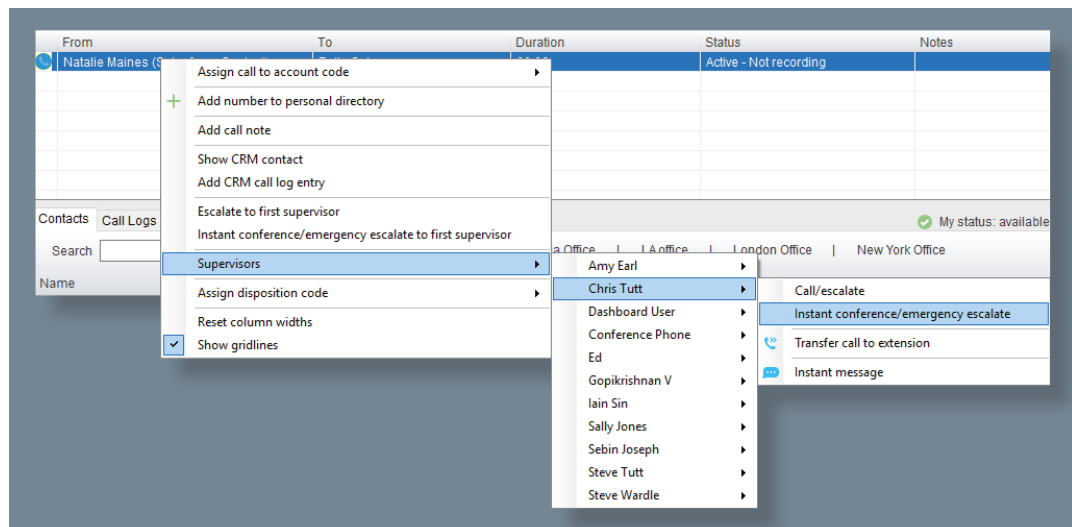 From To Duration Status Notes
Natalie Maines ( Active - Not recording
Assign call to account code
Add number to personal directory
Add call note
Show CRM contact
Add CRM call log entry
Escalate to first supervisor
Instant conference/emergency escalate to first supervisor
Supervisors
Assign disposition code
Reset column widths
Show gridlines
Contacts Call Logs
My status: available
Search
a Office | LA office | London Office | New York Office
Name
Amy Earl
Chris Tutt
Dashboard User
Conference Phone
Ed
Gopikrishnan V
Iain Sin
Sally Jones
Sebin Joseph
Steve Tutt
Steve Wardle
Call/escalate
Instant conference/emergency escalate
Transfer call to extension
Instant message